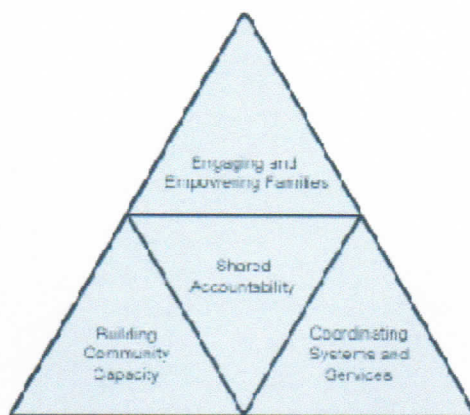 Engaging and
Empowering Families
Shared
Accountability
Building
Community
Capacity
Coordinating
Systems and
Services